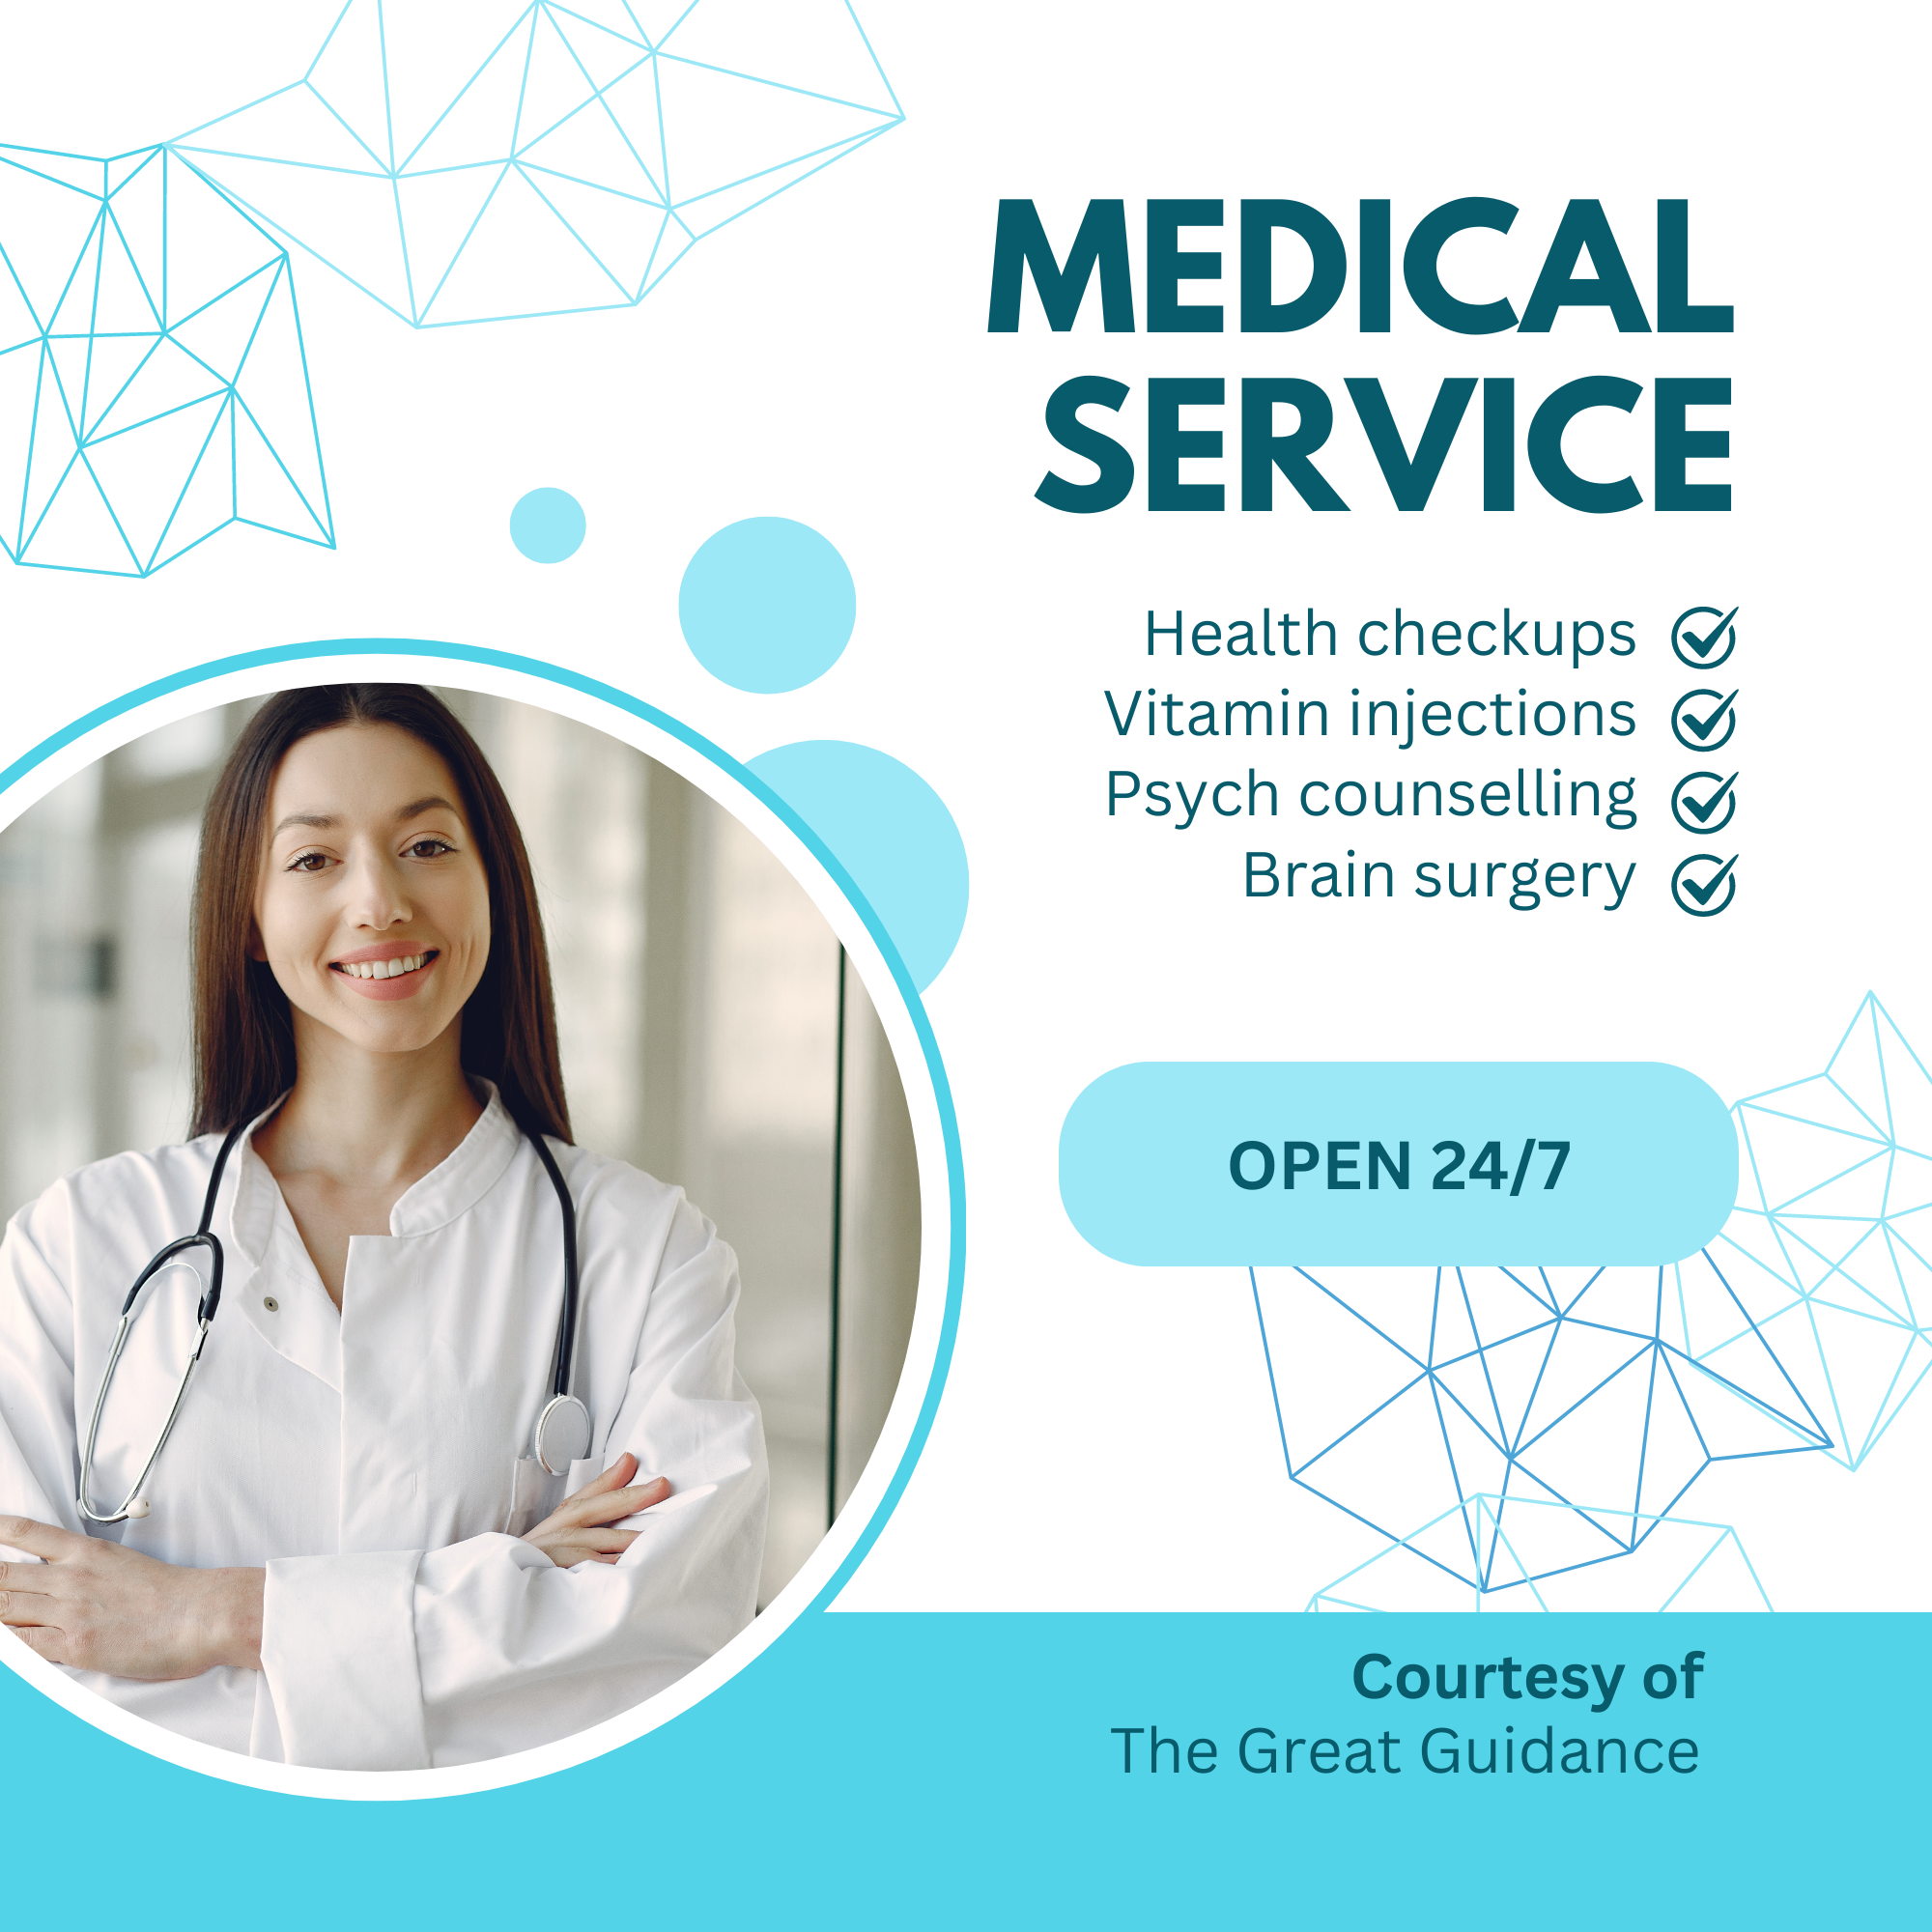 MEDICAL
SERVICE
Health checkups
Vitamin injections
Psych counselling
Brain surgery
OPEN 24/7
Courtesy of
The Great Guidance